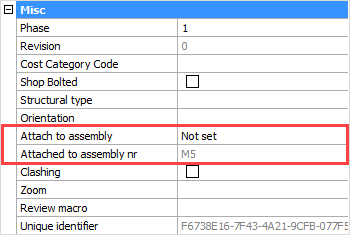 Misc
Phase 1
Revision 0
Cost Category Code
Shop Bolted
Structural type
Orientation
Attach to assembly Not set
Attached to assembly nr M5
Clashing
Zoom
Review macro
Unique identifier F6738E16-7F43-4A21-9CFB-077F5